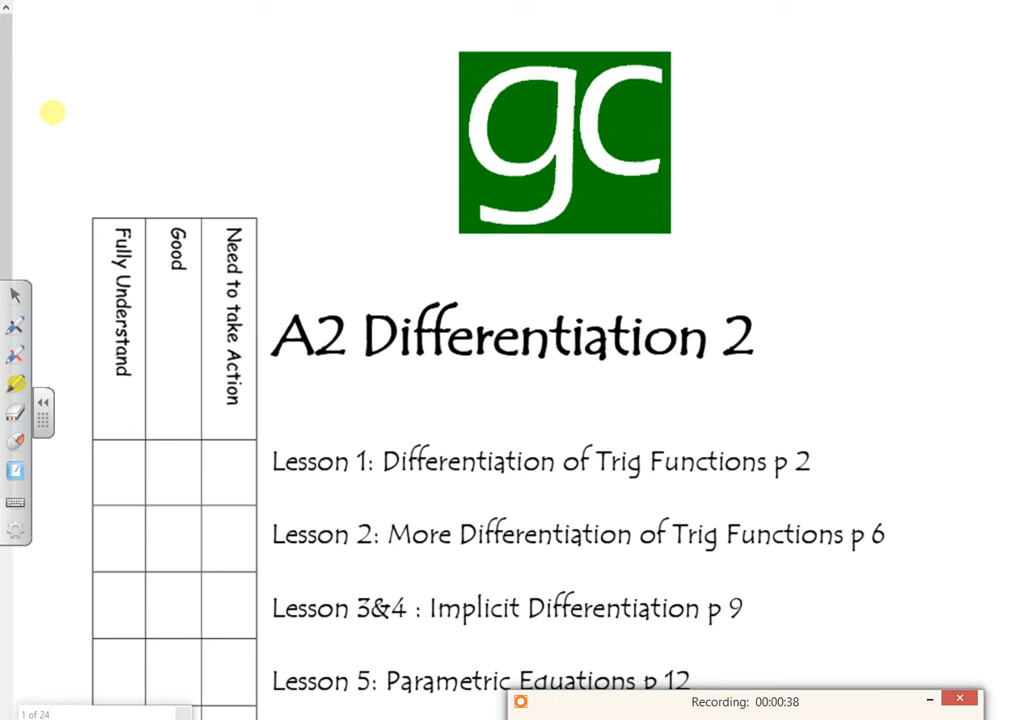 gc
Fully Understand
Good
Need to take Action
A2 Differentiation 2
Lesson 1: Differentiation of Trig Functions p 2
Lesson 2: More Differentiation of Trig Functions p 6
Lesson 3&4 : Implicit Differentiation p 9
Lesson 5: Parametric Equations p 12
1 of 24
Recording: 00:00:38